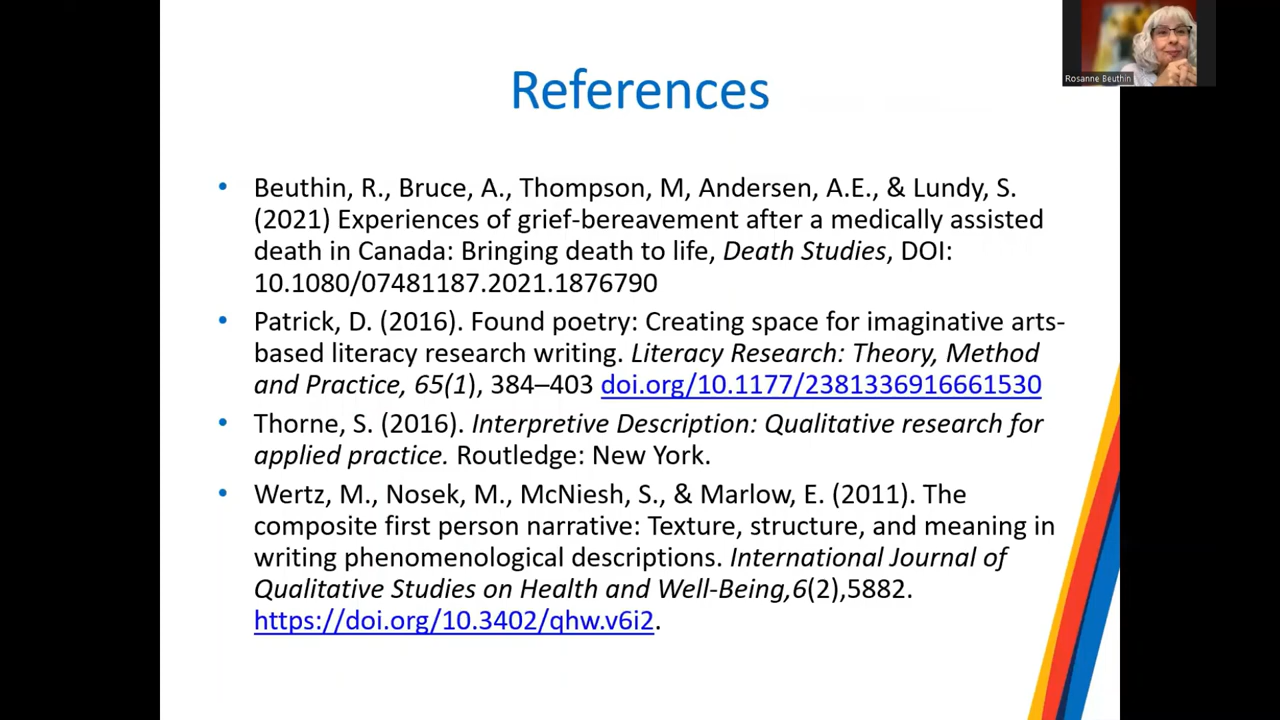 Rosanne Beuthin
References
• Beuthin, R., Bruce, A., Thompson, M, Andersen, A.E., & Lundy, S.
(2021) Experiences of grief-bereavement after a medically assisted
death in Canada: Bringing death to life, Death Studies, DOI:
10.1080/07481187.2021.1876790
• Patrick, D. (2016). Found poetry: Creating space for imaginative arts-
based literacy research writing. Literacy Research: Theory, Method
and Practice, 65(1), 384–403 doi.org/10.1177/2381336916661530
• Thorne, S. (2016). Interpretive Description: Qualitative research for
applied practice. Routledge: New York.
• Wertz, M., Nosek, M., McNiesh, S., & Marlow, E. (2011). The
composite first person narrative: Texture, structure, and meaning in
writing phenomenological descriptions. International Journal of
Qualitative Studies on Health and Well-Being,6(2),5882.
https://doi.org/10.3402/qhw.v6i2.